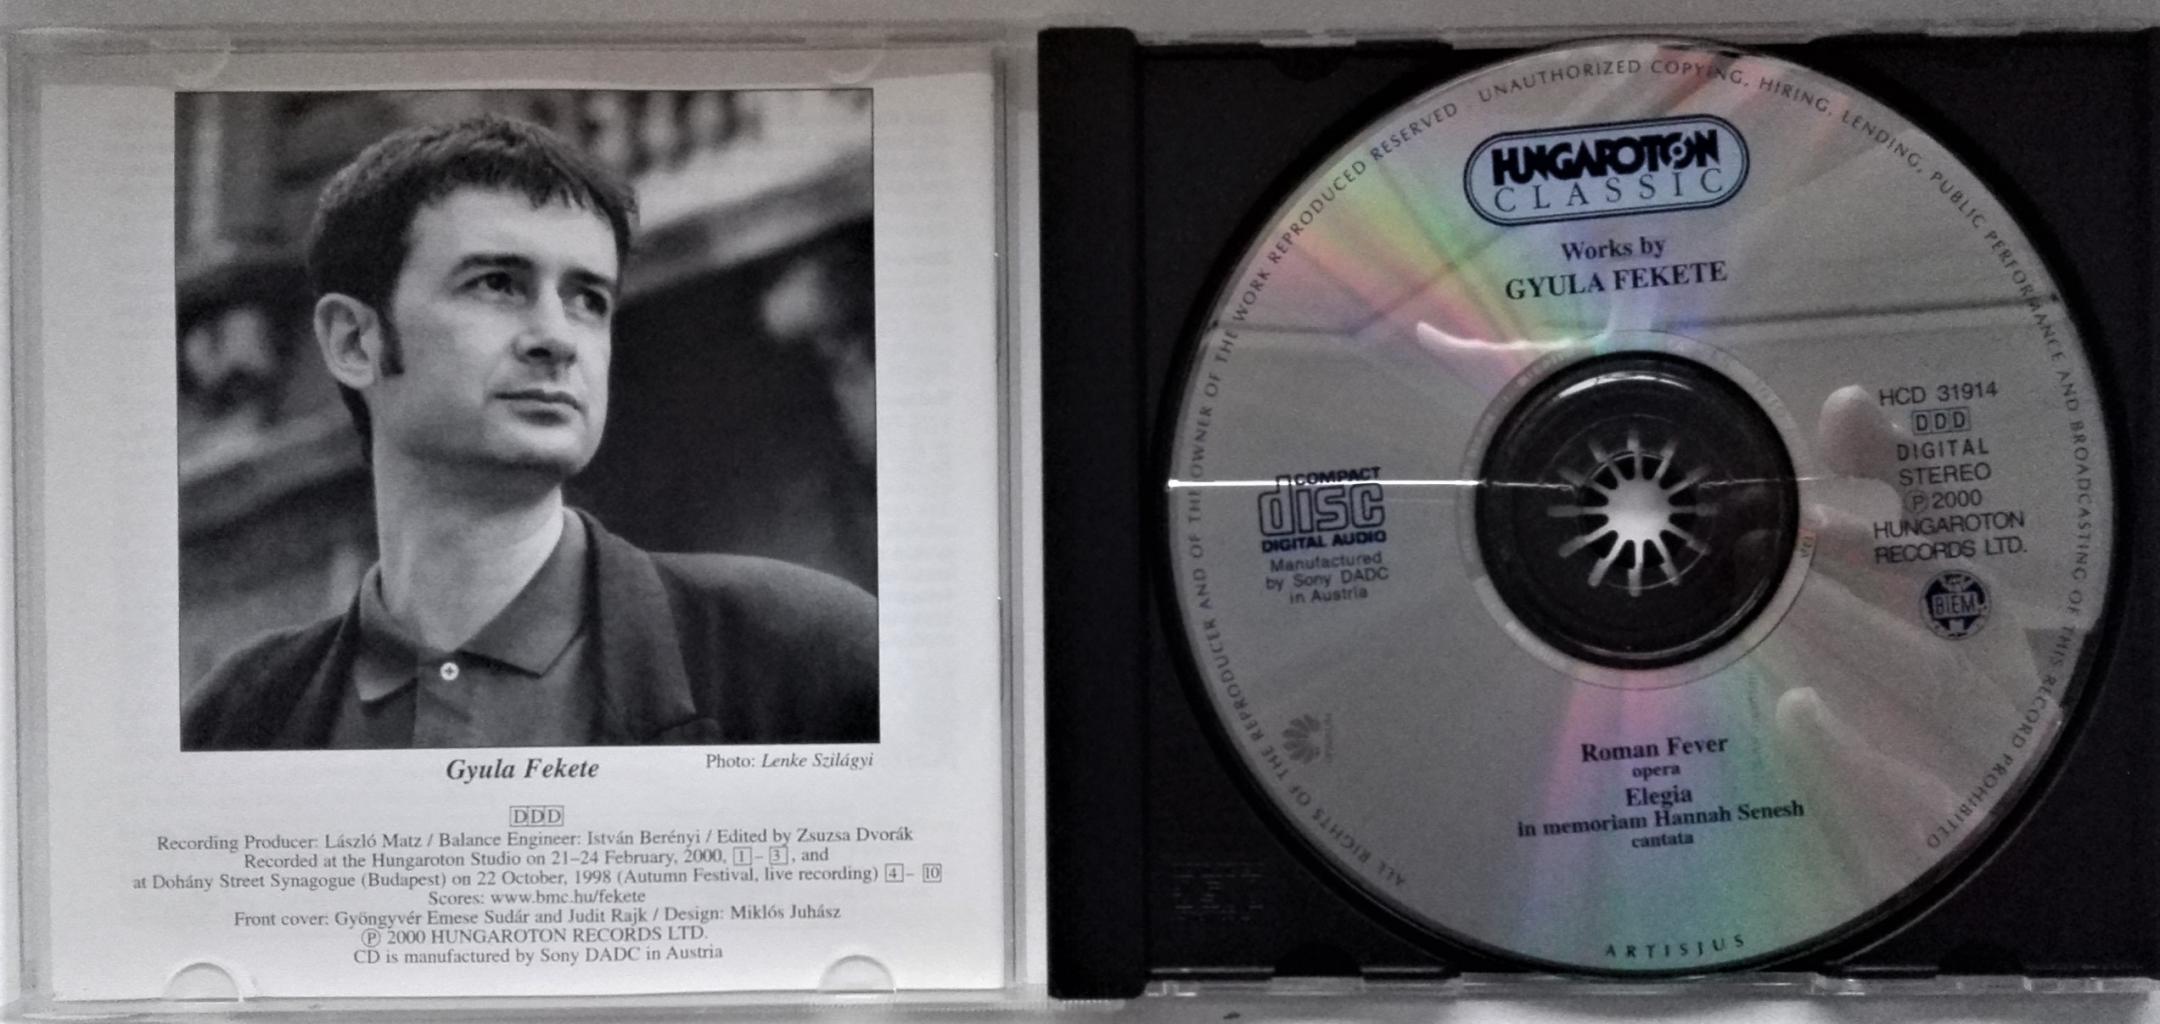 Gyula Fekete
Photo: Lenke Szilágyi
DDD
Recording Producer: László Matz / Balance Engineer: István Berényi / Edited by Zsuzsa Dvorák
Recorded at the Hungaroton Studio on 21–24 February, 2000, 1 – 3, and
at Dohány Street Synagogue (Budapest) on 22 October, 1998 (Autumn Festival, live recording) 4 – 10
Scores: www.bmc.hu/fekete
Front cover: Gyöngyvér Emese Sudár and Judit Rajk / Design: Miklós Juhász
℗ 2000 HUNGAROTON RECORDS LTD.
CD is manufactured by Sony DADC in Austria
ALL RIGHTS OF THE REPRODUCER AND OF THE OWNER OF THE WORK REPRODUCED RESERVED · UNAUTHORIZED COPYING, HIRING, LENDING, PUBLIC PERFORMANCE AND BROADCASTING OF THIS RECORD PROHIBITED
HUNGAROTON
CLASSIC
Works by
GYULA FEKETE
COMPACT
disc
DIGITAL AUDIO
Manufactured
by Sony DADC
in Austria
HCD 31914
DDD
DIGITAL
STEREO
℗ 2000
HUNGAROTON
RECORDS LTD.
BIEM
Roman Fever
opera
Elegia
in memoriam Hannah Senesh
cantata
ARTISJUS